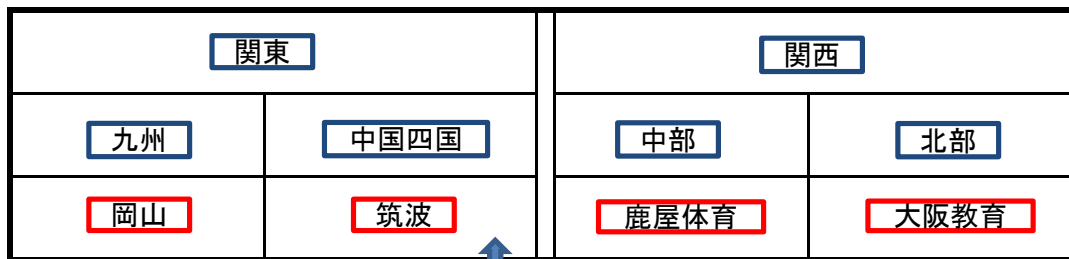 関東 関西
九州 中国四国 中部 北部
岡山 筑波 鹿屋体育 大阪教育